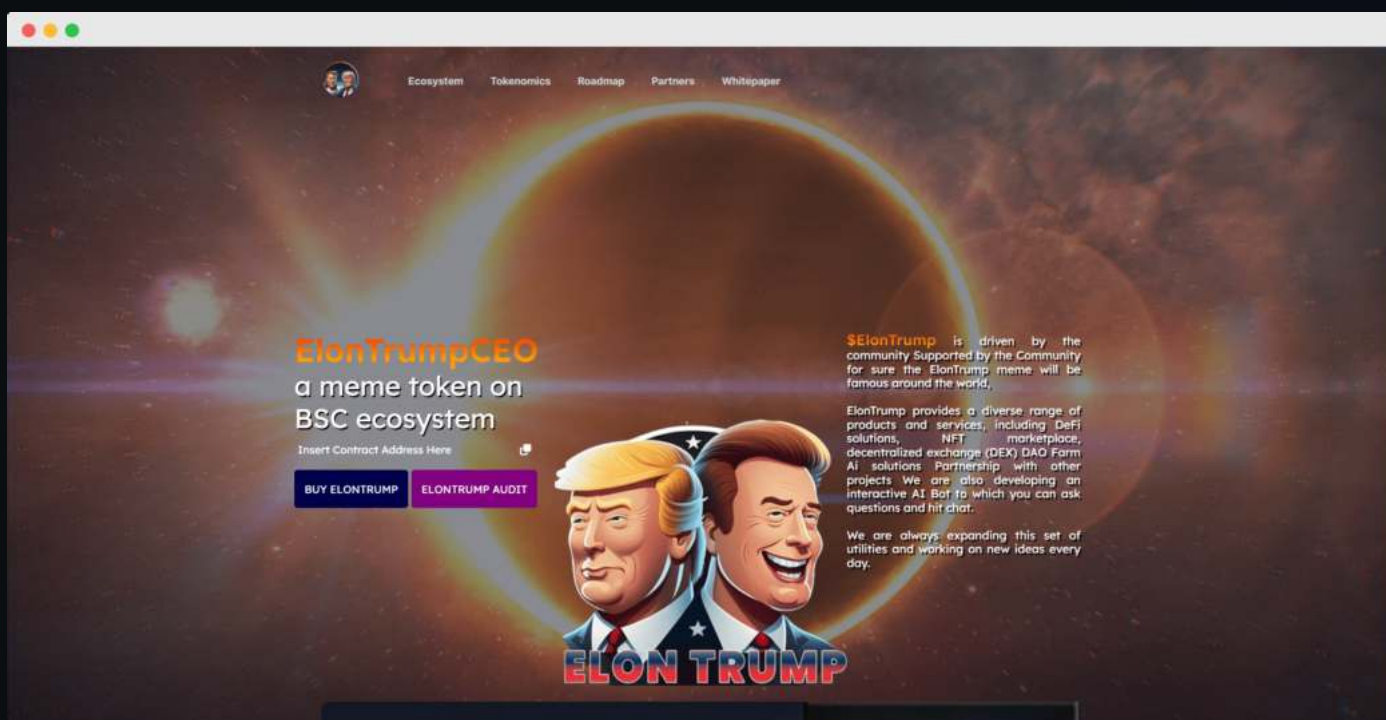 Ecosystem Tokenomics Roadmap Partners Whitepaper
ElonTrumpCEO
a meme token on
BSC ecosystem
Insert Contract Address Here
BUY ELONTRUMP ELONTRUMP AUDIT
$ElonTrump is driven by the
community Supported by the Community
for sure the ElonTrump meme will be
famous around the world,
ElonTrump provides a diverse range of
products and services, including DeFi
solutions, NFT marketplace,
decentralized exchange (DEX) DAO Farm
Ai solutions Partnership with other
projects We are also developing an
interactive AI Bot to which you can ask
questions and hit chat.
We are always expanding this set of
utilities and working on new ideas every
day.
ELON TRUMP